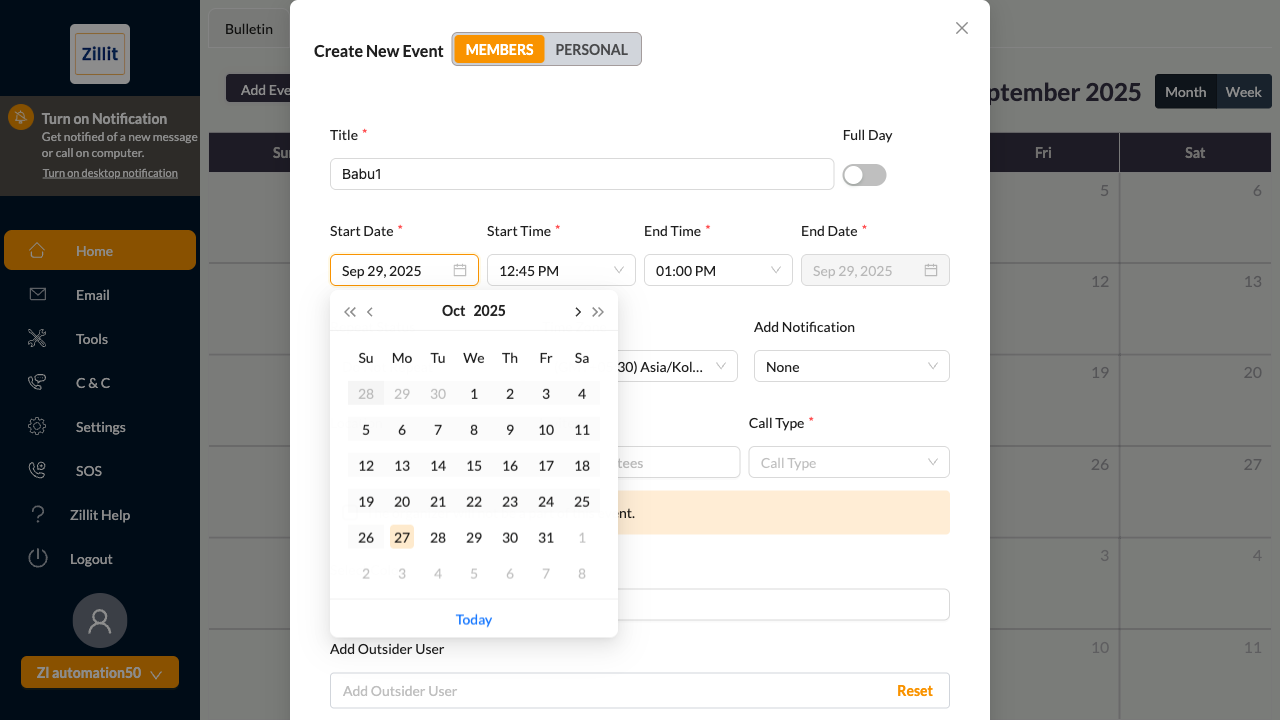 Zillit
Turn on Notification
Get notified of a new message
or call on computer.
Turn on desktop notification
Home
Email
Tools
C & C
Settings
SOS
Zillit Help
Logout
ZI automation50
Bulletin
Month
Week
Fri
Sat
5
6
12
13
19
20
26
27
3
4
10
11
Create New Event
MEMBERS
PERSONAL
Title *
Full Day
Babu1
Start Date *
Start Time *
End Time *
End Date *
Sep 29, 2025
12:45 PM
01:00 PM
Sep 29, 2025
Oct 2025
Su Mo Tu We Th Fr Sa
28 29 30 1 2 3 4
5 6 7 8 9 10 11
12 13 14 15 16 17 18
19 20 21 22 23 24 25
26 27 28 29 30 31 1
2 3 4 5 6 7 8
Today
Add Notification
30) Asia/Kol...
None
Call Type *
Call Type
Add Outsider User
Add Outsider User
Reset
Add
2025